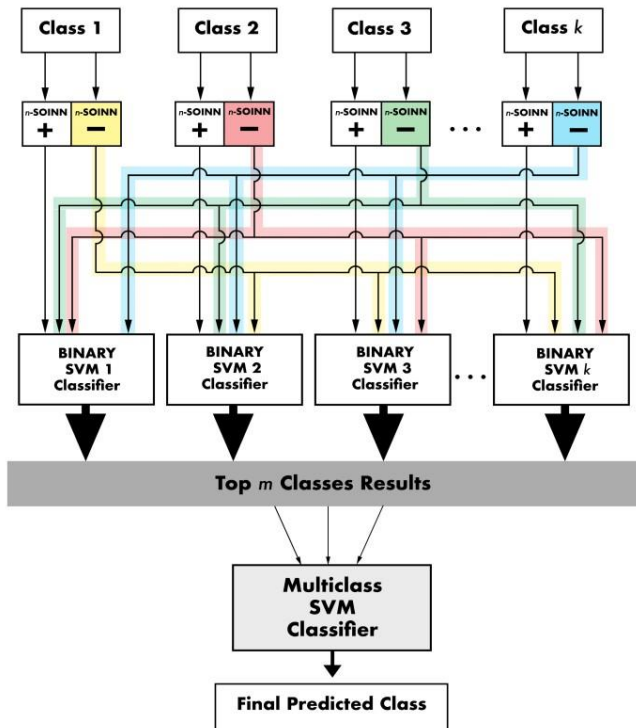 Class 1 Class 2 Class 3 Class k
n-SOINN n-SOINN n-SOINN n-SOINN n-SOINN n-SOINN n-SOINN n-SOINN
+ − + − + − ... + −
BINARY BINARY BINARY BINARY
SVM 1 SVM 2 SVM 3 ... SVM k
Classifier Classifier Classifier Classifier
Top m Classes Results
Multiclass
SVM
Classifier
Final Predicted Class